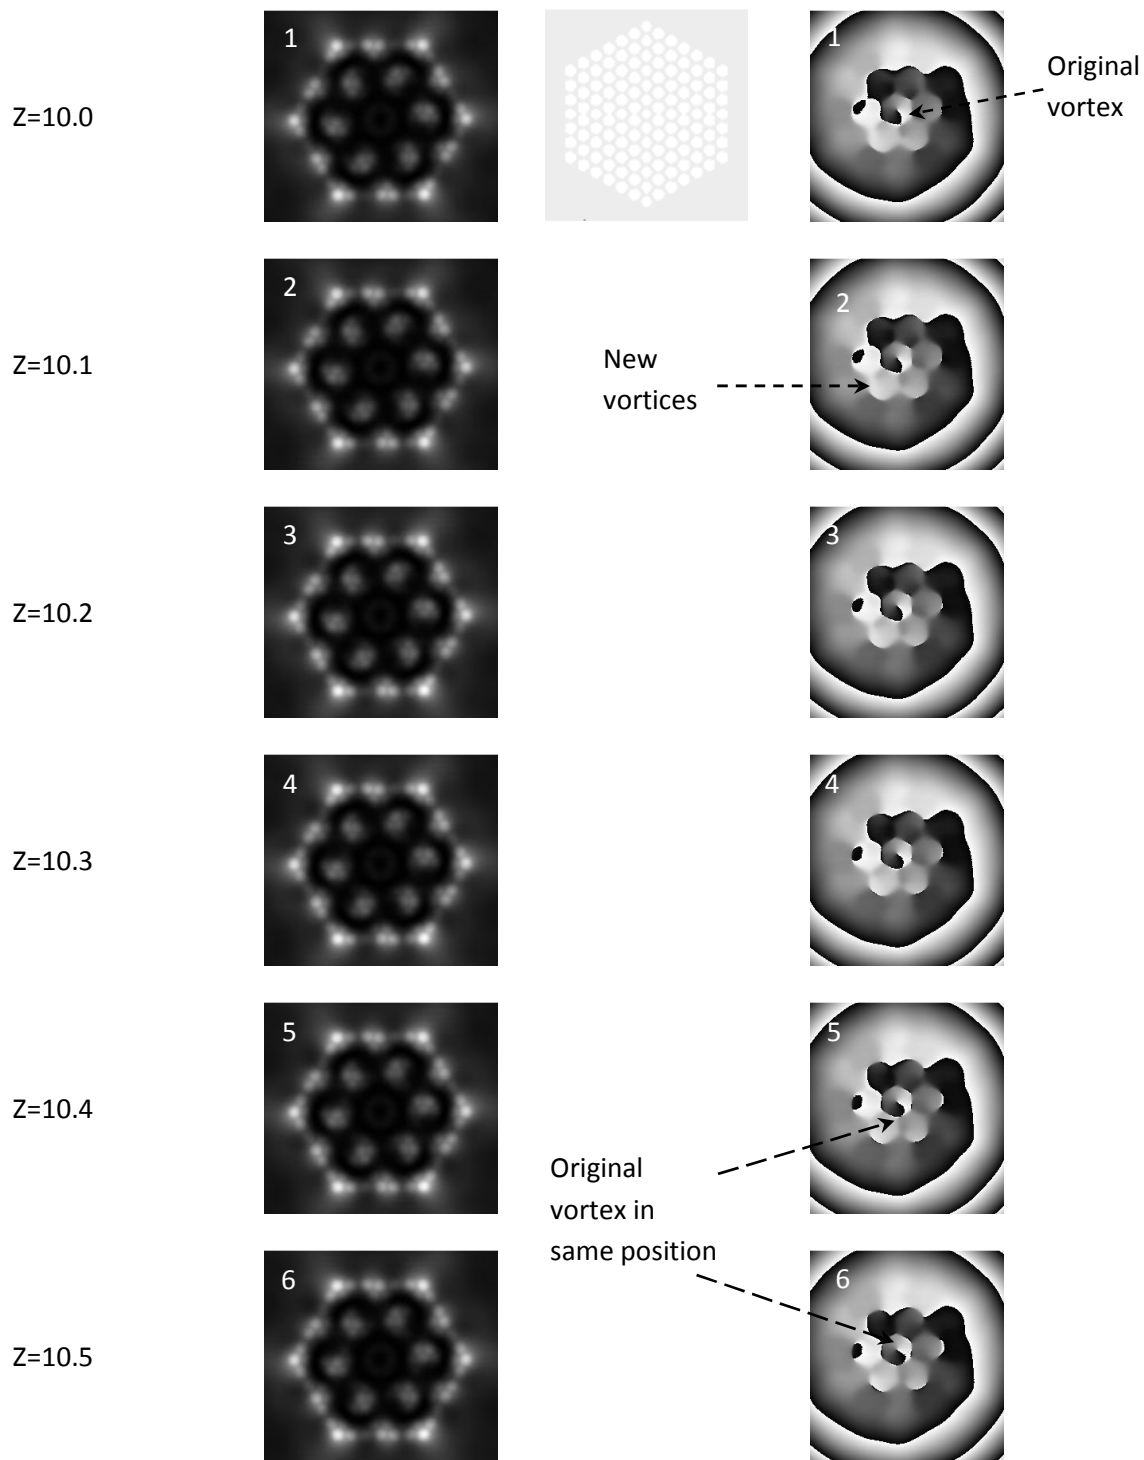 1
1
Original
vortex
Z=10.0
2
2
New
vortices
Z=10.1
3
3
Z=10.2
4
4
Z=10.3
5
5
Z=10.4
Original
vortex in
same position
6
6
Z=10.5